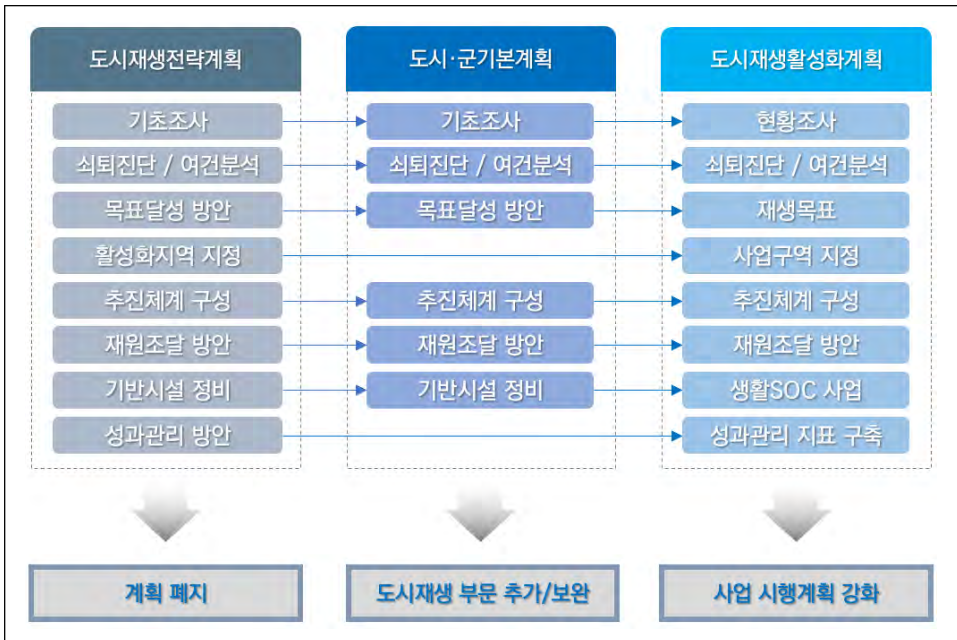 도시재생전략계획
기초조사
쇠퇴진단 / 여건분석
목표달성 방안
활성화지역 지정
추진체계 구성
재원조달 방안
기반시설 정비
성과관리 방안
계획 폐지
도시·군기본계획
기초조사
쇠퇴진단 / 여건분석
목표달성 방안
추진체계 구성
재원조달 방안
기반시설 정비
도시재생 부문 추가/보완
도시재생활성화계획
현황조사
쇠퇴진단 / 여건분석
재생목표
사업구역 지정
추진체계 구성
재원조달 방안
생활SOC 사업
성과관리 지표 구축
사업 시행계획 강화